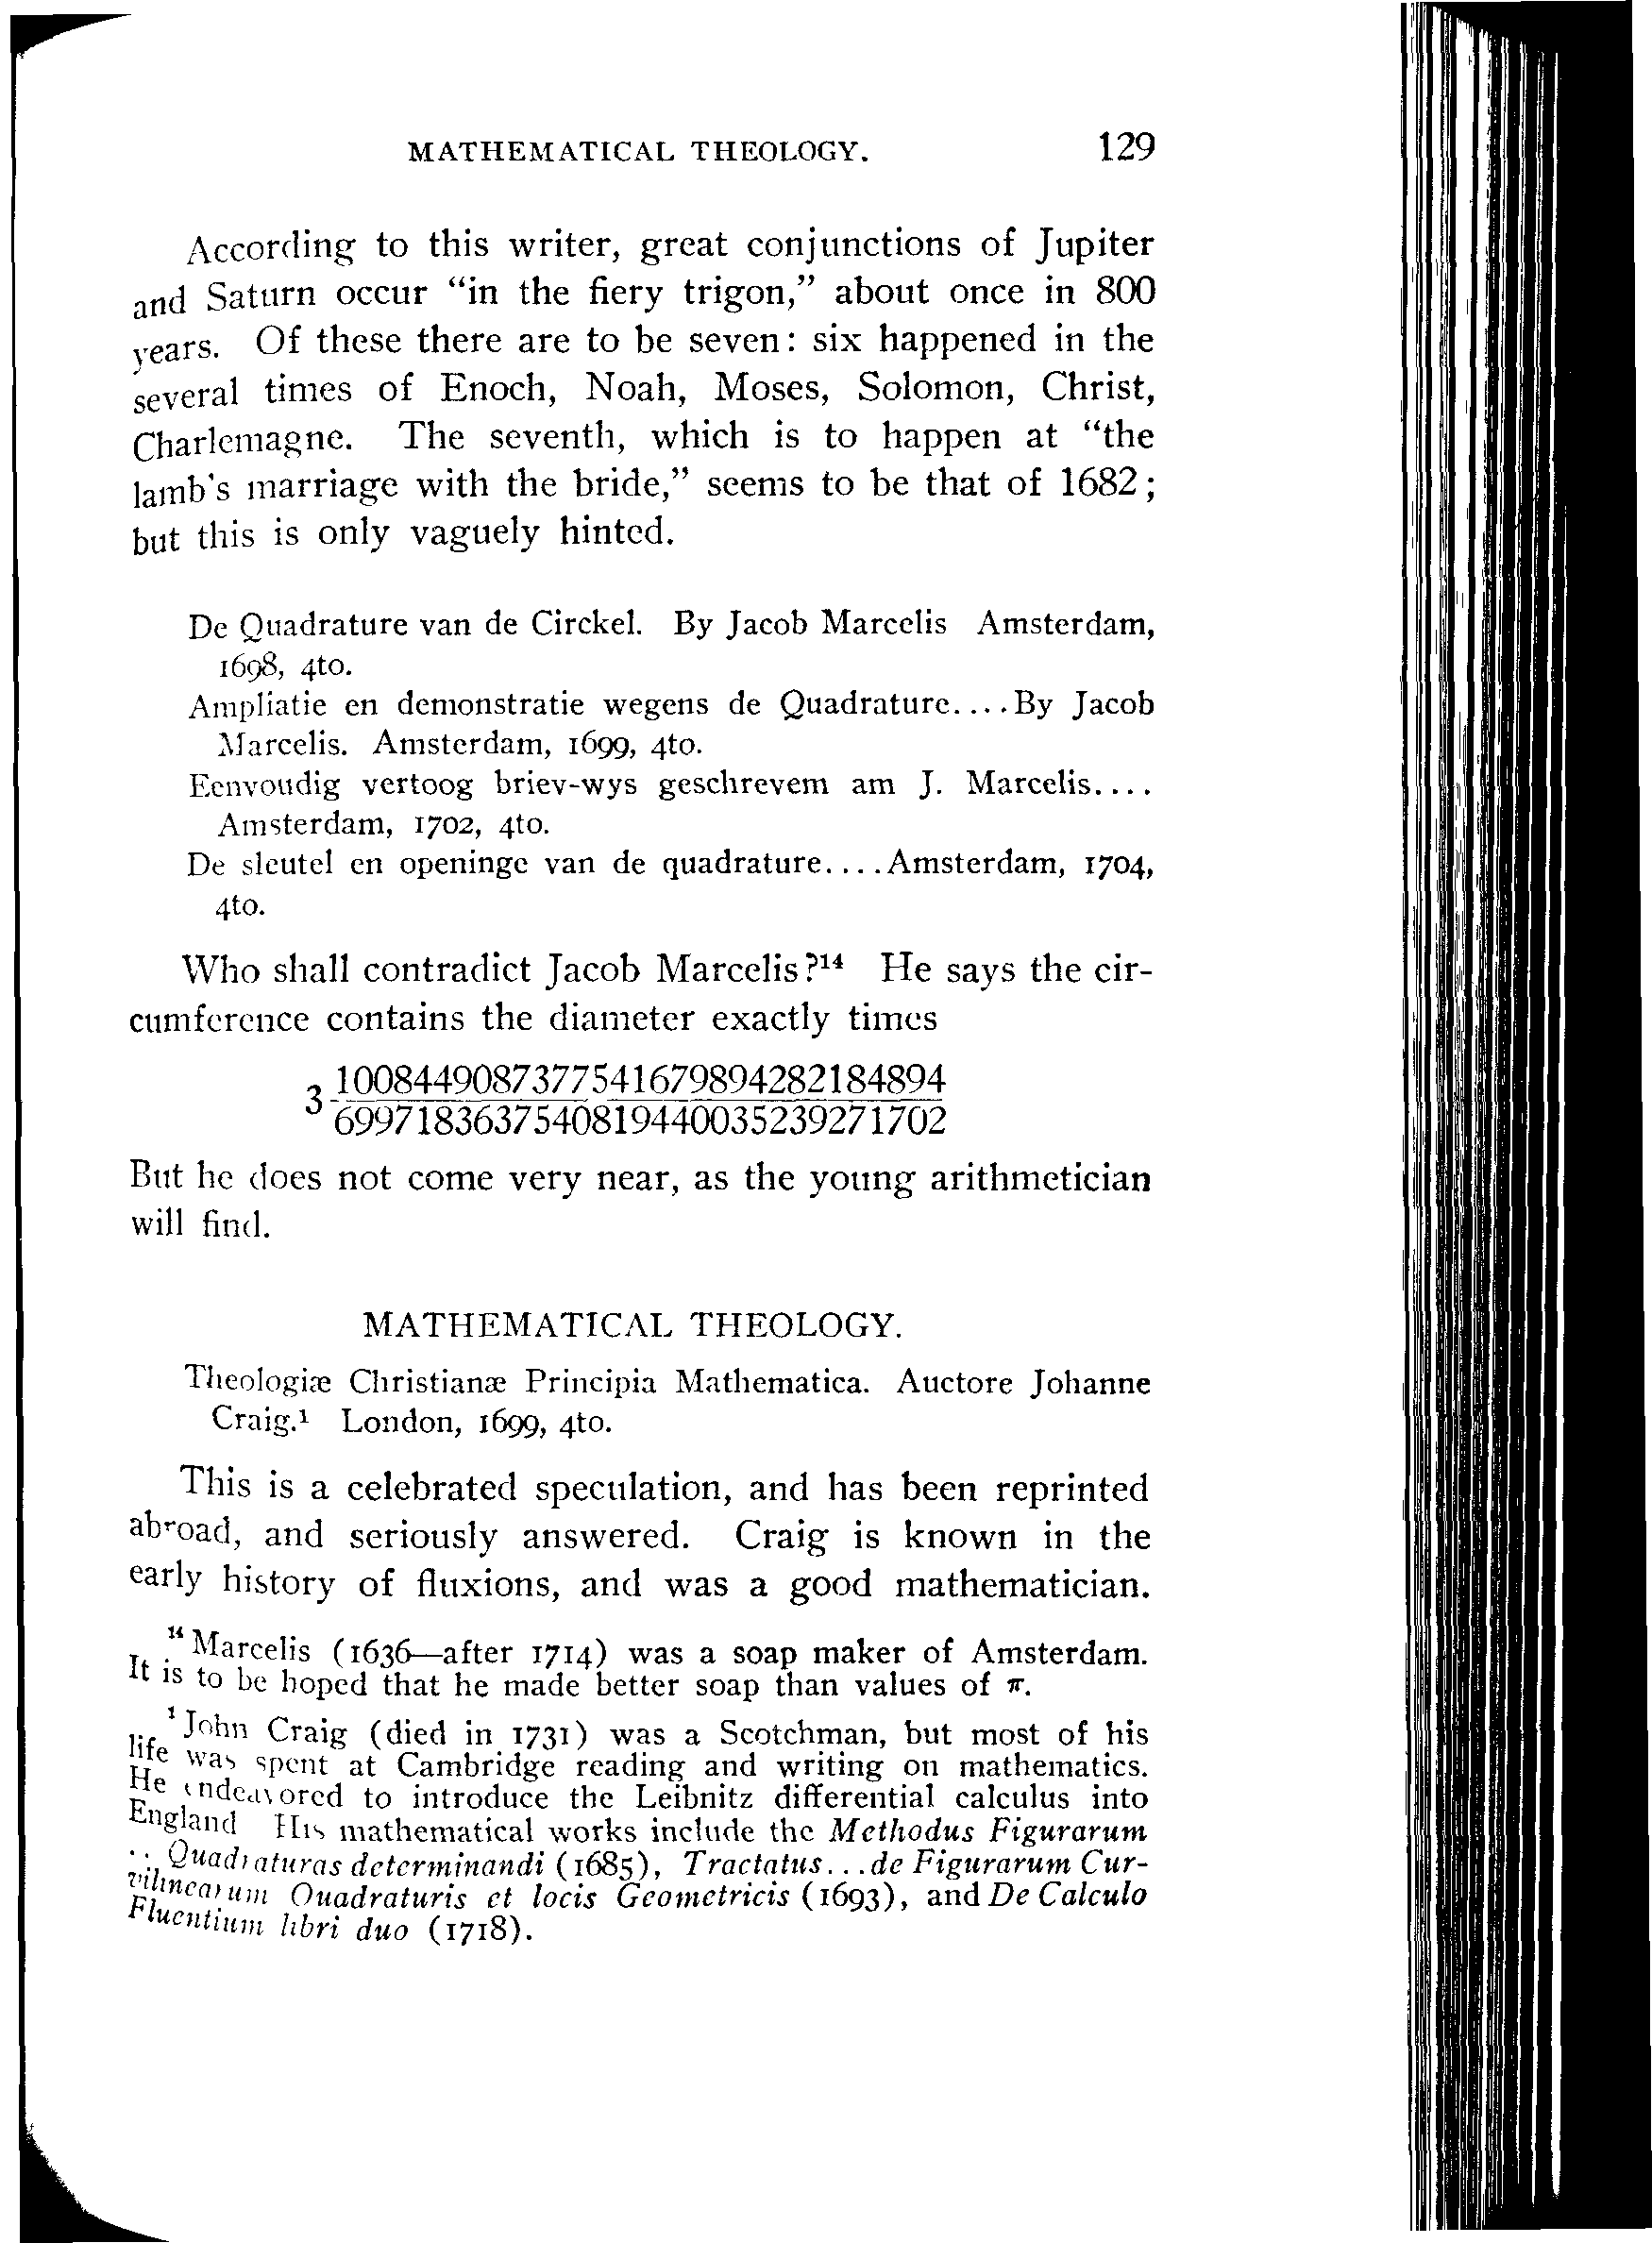 MATHEMATICAL THEOLOGY. 129
According to this writer, great conjunctions of Jupiter
and Saturn occur "in the fiery trigon," about once in 800
years. Of these there are to be seven: six happened in the
several times of Enoch, Noah, Moses, Solomon, Christ,
Charlemagne. The seventh, which is to happen at "the
lamb's marriage with the bride," seems to be that of 1682;
but this is only vaguely hinted.
De Quadrature van de Circkel. By Jacob Marcelis Amsterdam,
1698, 4to.
Ampliatie en demonstratie wegens de Quadrature....By Jacob
Marcelis. Amsterdam, 1699, 4to.
Eenvoudig vertoog briev-wys geschrevem am J. Marcelis....
Amsterdam, 1702, 4to.
De sleutel en openinge van de quadrature....Amsterdam, 1704,
4to.
Who shall contradict Jacob Marcelis?¹⁴ He says the cir-
cumference contains the diameter exactly times
3 1008449087377541679894282184894
6997183637540819440035239271702
But he does not come very near, as the young arithmetician
will find.
MATHEMATICAL THEOLOGY.
Theologiæ Christianæ Principia Mathematica. Auctore Johanne
Craig.¹ London, 1699, 4to.
This is a celebrated speculation, and has been reprinted
abroad, and seriously answered. Craig is known in the
early history of fluxions, and was a good mathematician.
¹⁴ Marcelis (1636—after 1714) was a soap maker of Amsterdam.
It is to be hoped that he made better soap than values of π.
¹ John Craig (died in 1731) was a Scotchman, but most of his
life was spent at Cambridge reading and writing on mathematics.
He endeavored to introduce the Leibnitz differential calculus into
England His mathematical works include the Methodus Figurarum
.. Quadraturas determinandi (1685), Tractatus...de Figurarum Cur-
vilinearum Quadraturis et locis Geometricis (1693), and De Calculo
Fluentium libri duo (1718).